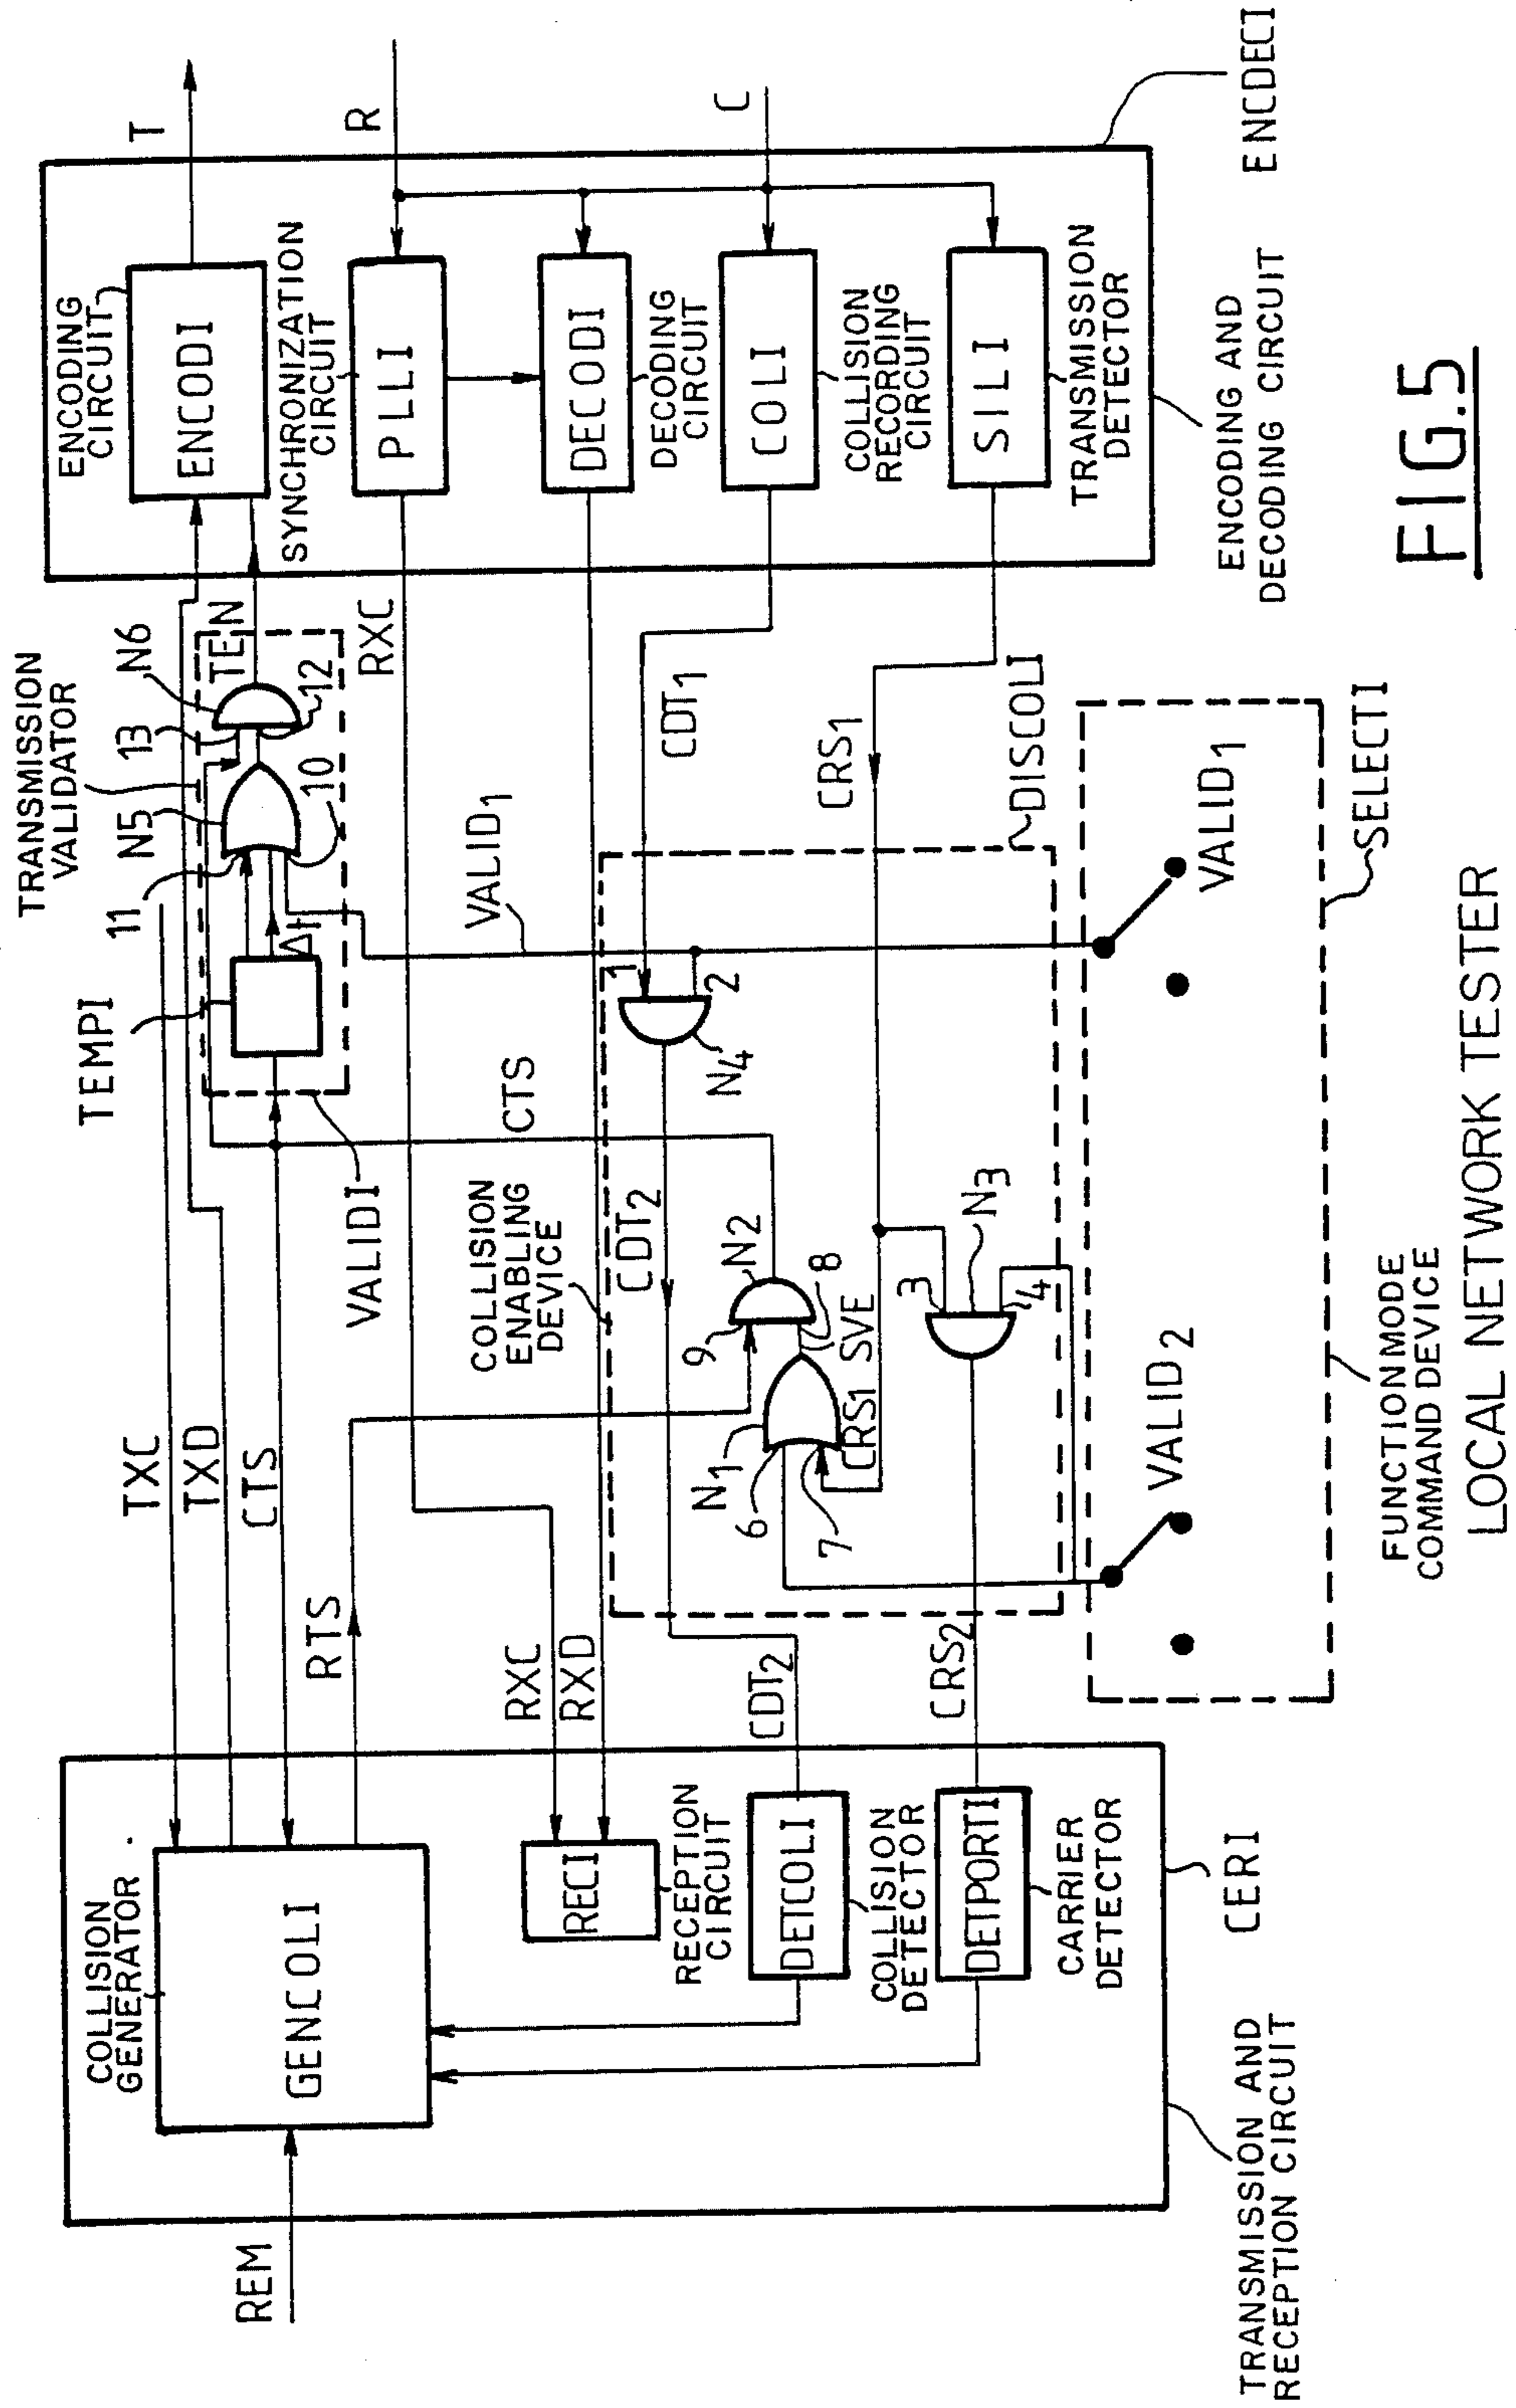 REM
COLLISION
GENERATOR
GENCOLI
RECI
RECEPTION
CIRCUIT
DETCOLI
COLLISION
DETECTOR
DETPORTI
CARRIER
DETECTOR
CERI
TRANSMISSION AND
RECEPTION CIRCUIT
TXC
TXD
CTS
RTS
RXC
RXD
CDT2
CRS2
TRANSMISSION
VALIDATOR
TEMPI
11
N5
13
N6
TEN
Δt
10
12
VALIDI
CTS
VALID1
RXC
COLLISION
ENABLING
DEVICE
CDT2
N4
1
2
CDT1
N1
6
7
9
N2
8
SVE
CRS1
CRS1
3
N3
4
DISCOLI
VALID2
VALID1
SELECTI
FUNCTION MODE
COMMAND DEVICE
LOCAL NETWORK TESTER
ENCODING
CIRCUIT
ENCODI
T
SYNCHRONIZATION
CIRCUIT
PLLI
R
DECODI
DECODING
CIRCUIT
COLI
C
COLLISION
RECORDING
CIRCUIT
SILI
TRANSMISSION
DETECTOR
ENCODING AND
DECODING CIRCUIT
ENCDECI
FIG.5